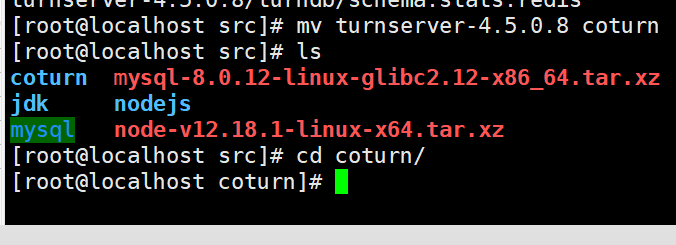 turnserver-4.5.0.8/turndb/schema.stats.redis
[root@localhost src]# mv turnserver-4.5.0.8 coturn
[root@localhost src]# ls
coturn  mysql-8.0.12-linux-glibc2.12-x86_64.tar.xz
jdk     nodejs
mysql   node-v12.18.1-linux-x64.tar.xz
[root@localhost src]# cd coturn/
[root@localhost coturn]#